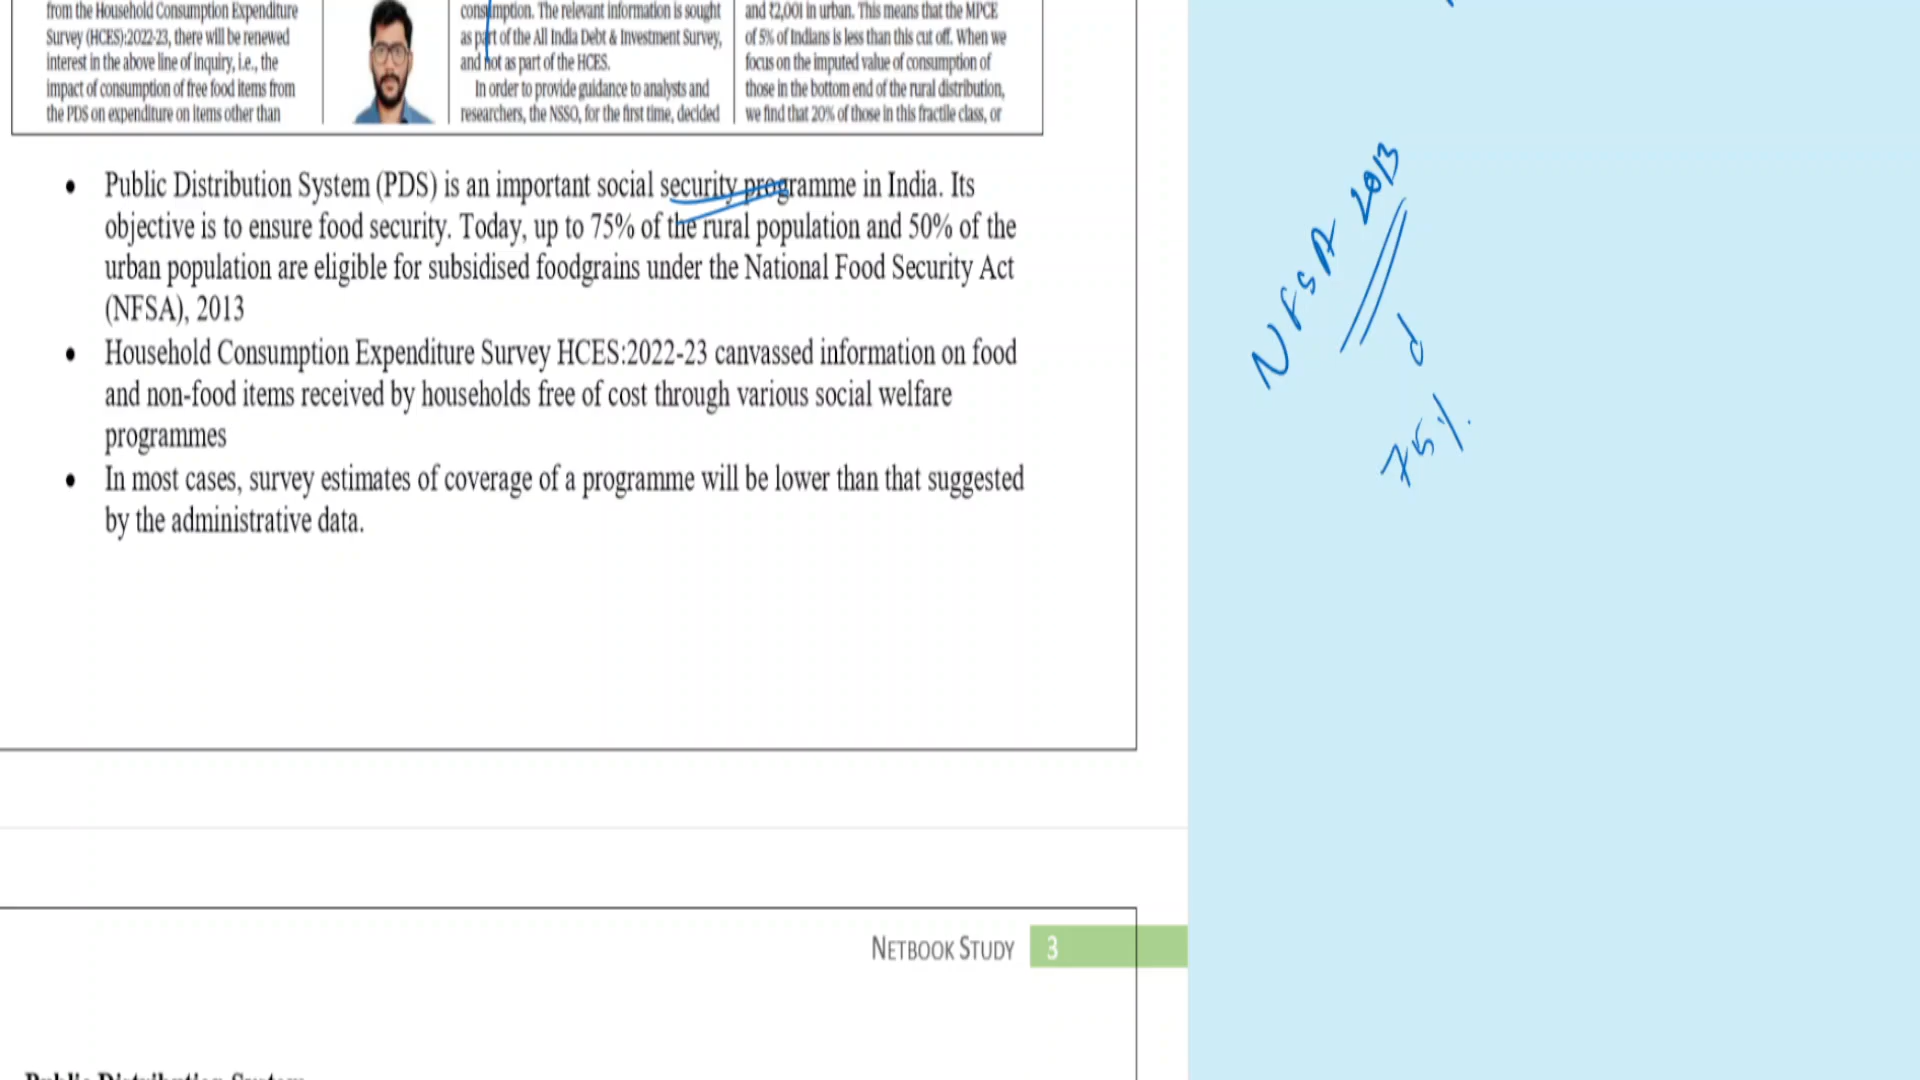 from the Household Consumption Expenditure
Survey (HCES):2022-23, there will be renewed
interest in the above line of inquiry, i.e., the
impact of consumption of free food items from
the PDS on expenditure on items other than
consumption. The relevant information is sought
as part of the All India Debt & Investment Survey,
and not as part of the HCES.
In order to provide guidance to analysts and
researchers, the NSSO, for the first time, decided
and ₹2,001 in urban. This means that the MPCE
of 5% of Indians is less than this cut off. When we
focus on the imputed value of consumption of
those in the bottom end of the rural distribution,
we find that 20% of those in this fractile class, or
• Public Distribution System (PDS) is an important social security programme in India. Its
objective is to ensure food security. Today, up to 75% of the rural population and 50% of the
urban population are eligible for subsidised foodgrains under the National Food Security Act
(NFSA), 2013
• Household Consumption Expenditure Survey HCES:2022-23 canvassed information on food
and non-food items received by households free of cost through various social welfare
programmes
• In most cases, survey estimates of coverage of a programme will be lower than that suggested
by the administrative data.
NFSA 2013
75%.
NETBOOK STUDY 3
Public Distribution System